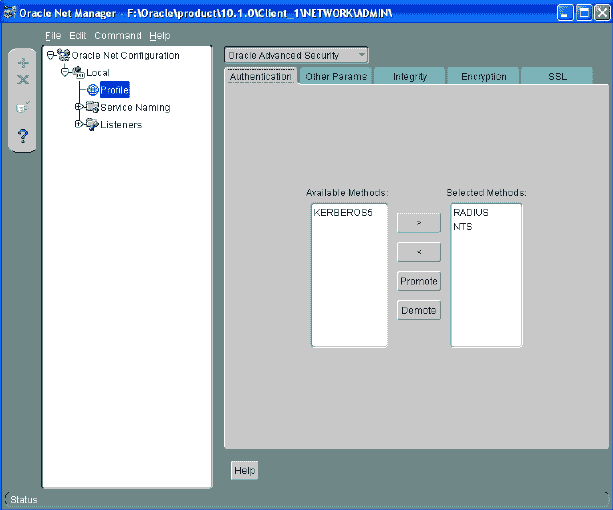 Oracle Net Manager - F:\Oracle\product\10.1.0\Client_1\NETWORK\ADMIN\
File Edit Command Help
Oracle Net Configuration
Local
Profile
Service Naming
Listeners
Oracle Advanced Security
Authentication Other Params Integrity Encryption SSL
Available Methods: Selected Methods:
KERBEROS5 RADIUS
NTS
>
<
Promote
Demote
Help
Status